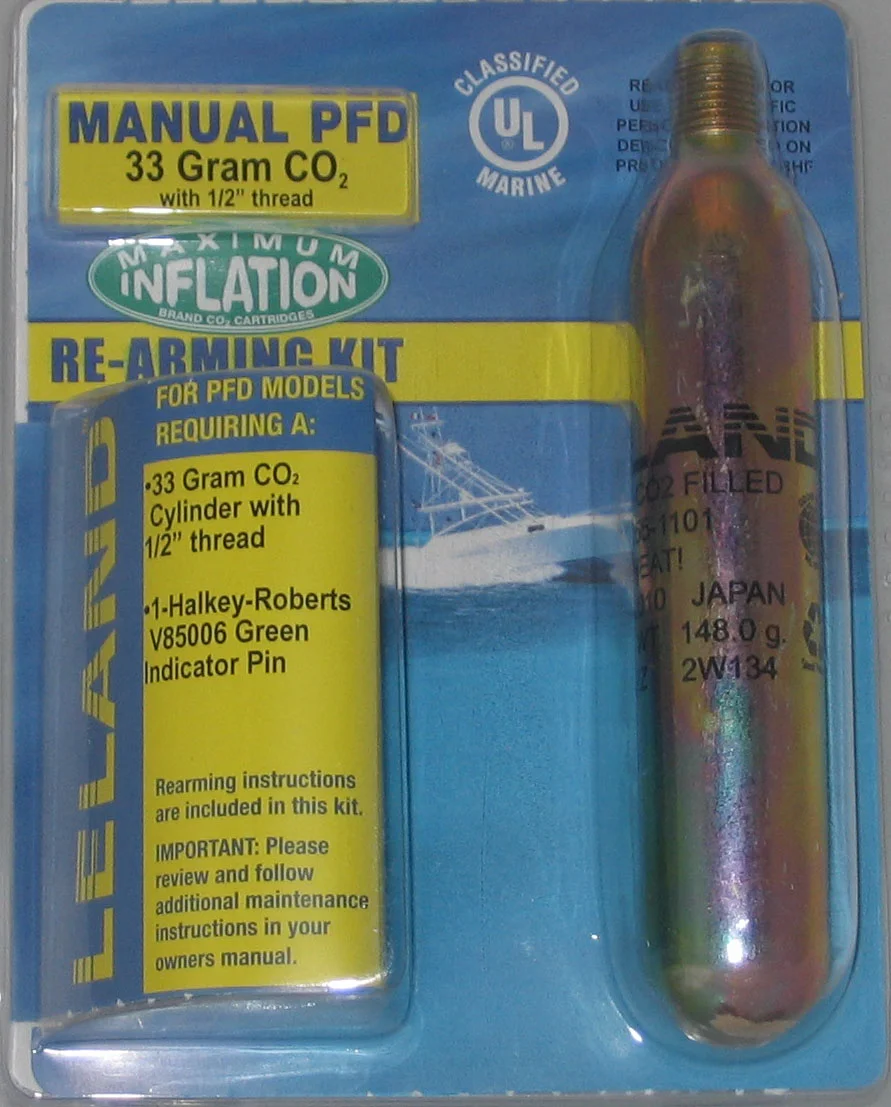 MANUAL PFD
33 Gram CO2
with 1/2" thread
CLASSIFIED
UL
®
MARINE
MAXIMUM
INFLATION
BRAND CO2 CARTRIDGES
RE-ARMING KIT
FOR PFD MODELS
REQUIRING A:
•33 Gram CO2
Cylinder with
1/2" thread
•1-Halkey-Roberts
V85006 Green
Indicator Pin
Rearming instructions
are included in this kit.
IMPORTANT: Please
review and follow
additional maintenance
instructions in your
owners manual.
LELAND
OR
ON
CO2 FILLED
JAPAN
148.0 g.
2W134